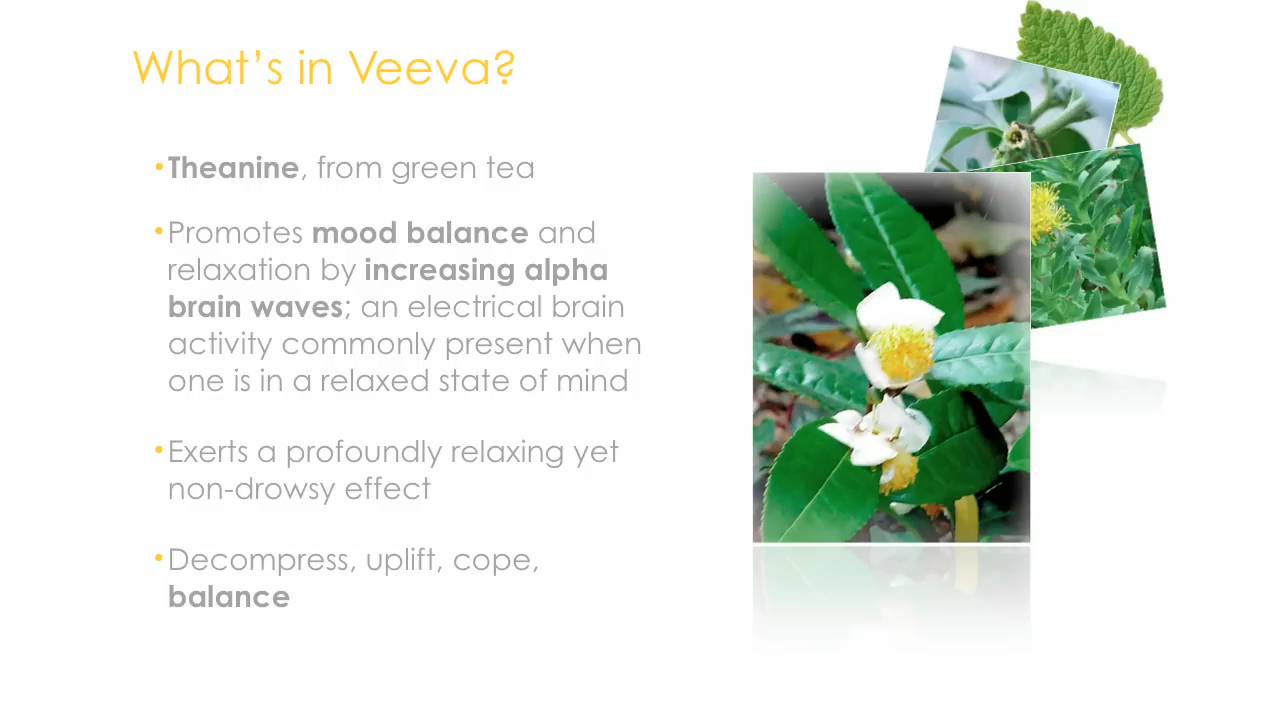 What's in Veeva?
•Theanine, from green tea
•Promotes mood balance and
relaxation by increasing alpha
brain waves; an electrical brain
activity commonly present when
one is in a relaxed state of mind
•Exerts a profoundly relaxing yet
non-drowsy effect
•Decompress, uplift, cope,
balance